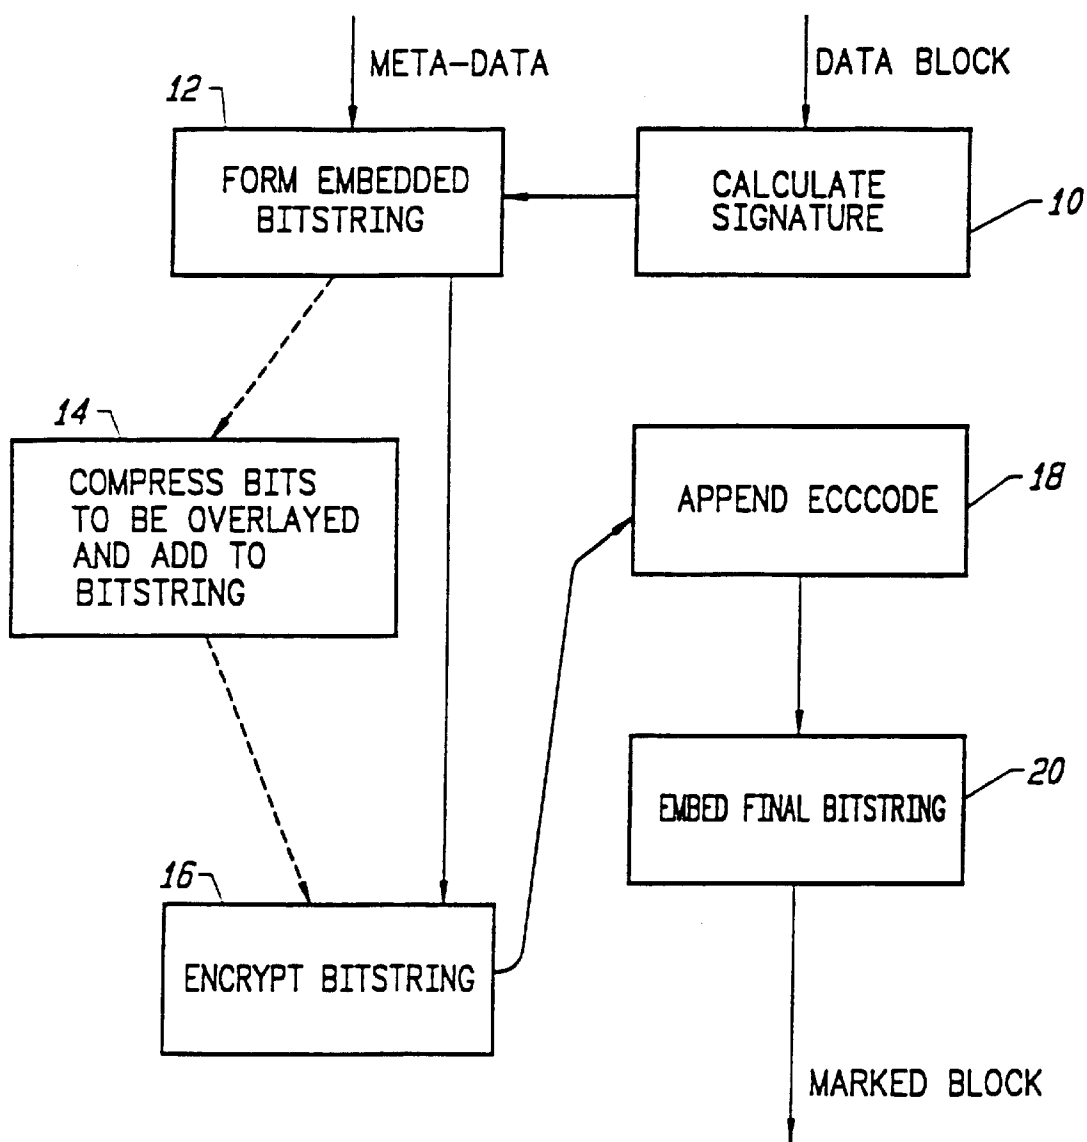 META-DATA
DATA BLOCK
12
FORM EMBEDDED
BITSTRING
CALCULATE
SIGNATURE
10
14
COMPRESS BITS
TO BE OVERLAYED
AND ADD TO
BITSTRING
APPEND ECCCODE
18
EMBED FINAL BITSTRING
20
16
ENCRYPT BITSTRING
MARKED BLOCK